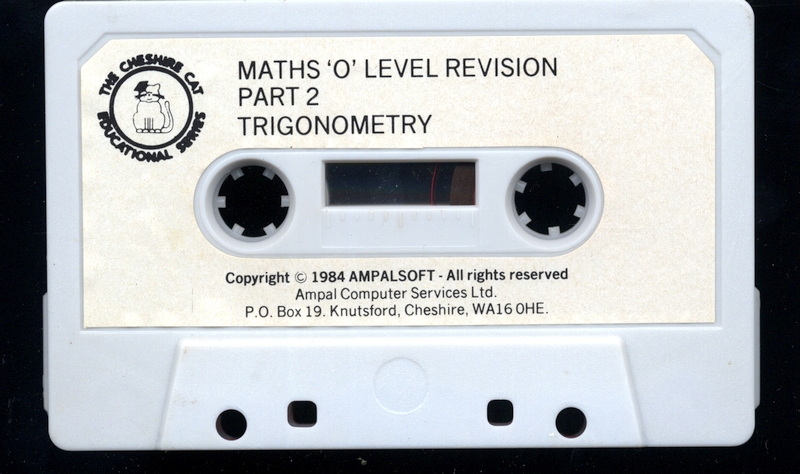 THE CHESHIRE CAT
EDUCATIONAL SERIES
MATHS ‘O’ LEVEL REVISION
PART 2
TRIGONOMETRY
Copyright © 1984 AMPALSOFT - All rights reserved
Ampal Computer Services Ltd.
P.O. Box 19. Knutsford, Cheshire, WA16 0HE.